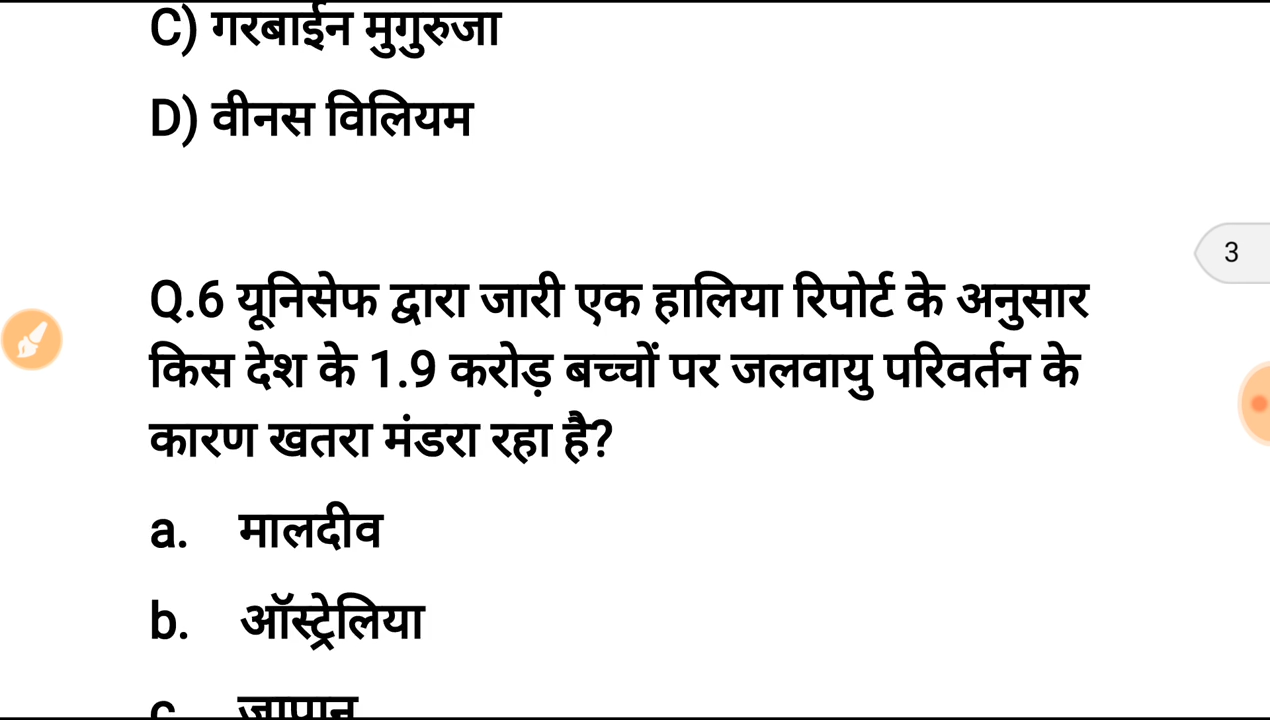 C) गरबाईन मुगुरुजा
D) वीनस विलियम
3
Q.6 यूनिसेफ द्वारा जारी एक हालिया रिपोर्ट के अनुसार
किस देश के 1.9 करोड़ बच्चों पर जलवायु परिवर्तन के
कारण खतरा मंडरा रहा है?
a. मालदीव
b. ऑस्ट्रेलिया
c जापान